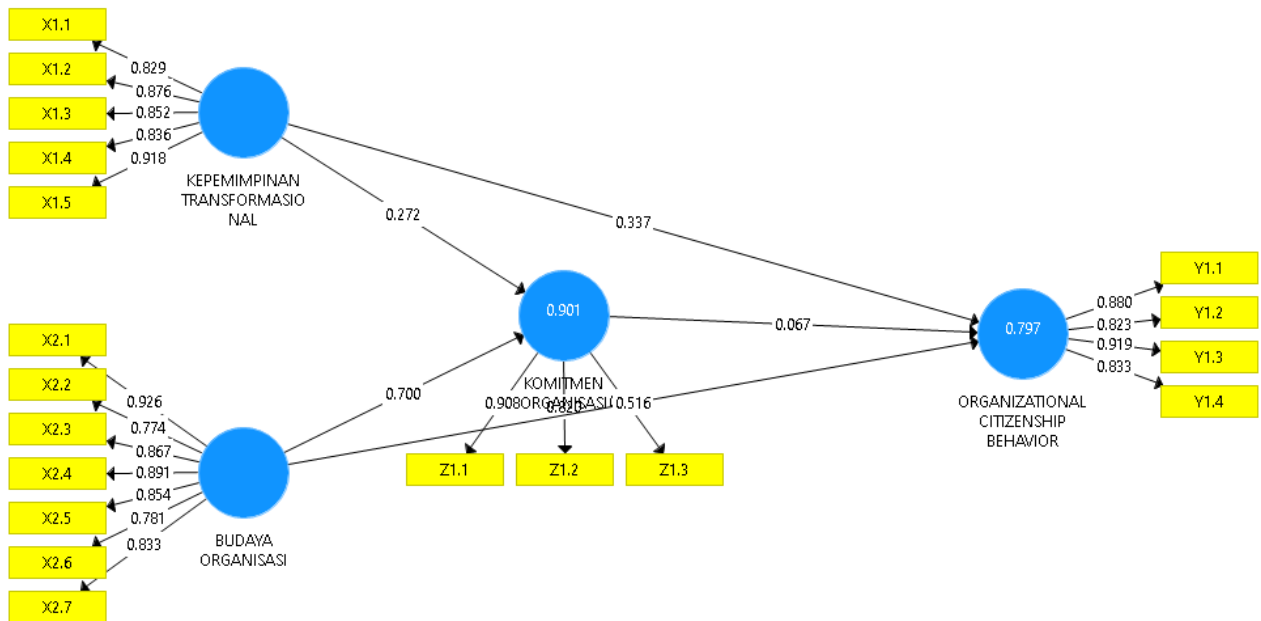 X1.1
X1.2
X1.3
X1.4
X1.5
0.829
0.876
0.852
0.836
0.918
KEPEMIMPINAN
TRANSFORMASIO
NAL
0.272
0.337
X2.1
X2.2
X2.3
X2.4
X2.5
X2.6
X2.7
0.926
0.774
0.867
0.891
0.854
0.781
0.833
BUDAYA
ORGANISASI
0.700
0.901
KOMITMEN
ORGANISASI
0.908
0.516
Z1.1
Z1.2
Z1.3
0.067
0.797
ORGANIZATIONAL
CITIZENSHIP
BEHAVIOR
0.880
0.823
0.919
0.833
Y1.1
Y1.2
Y1.3
Y1.4